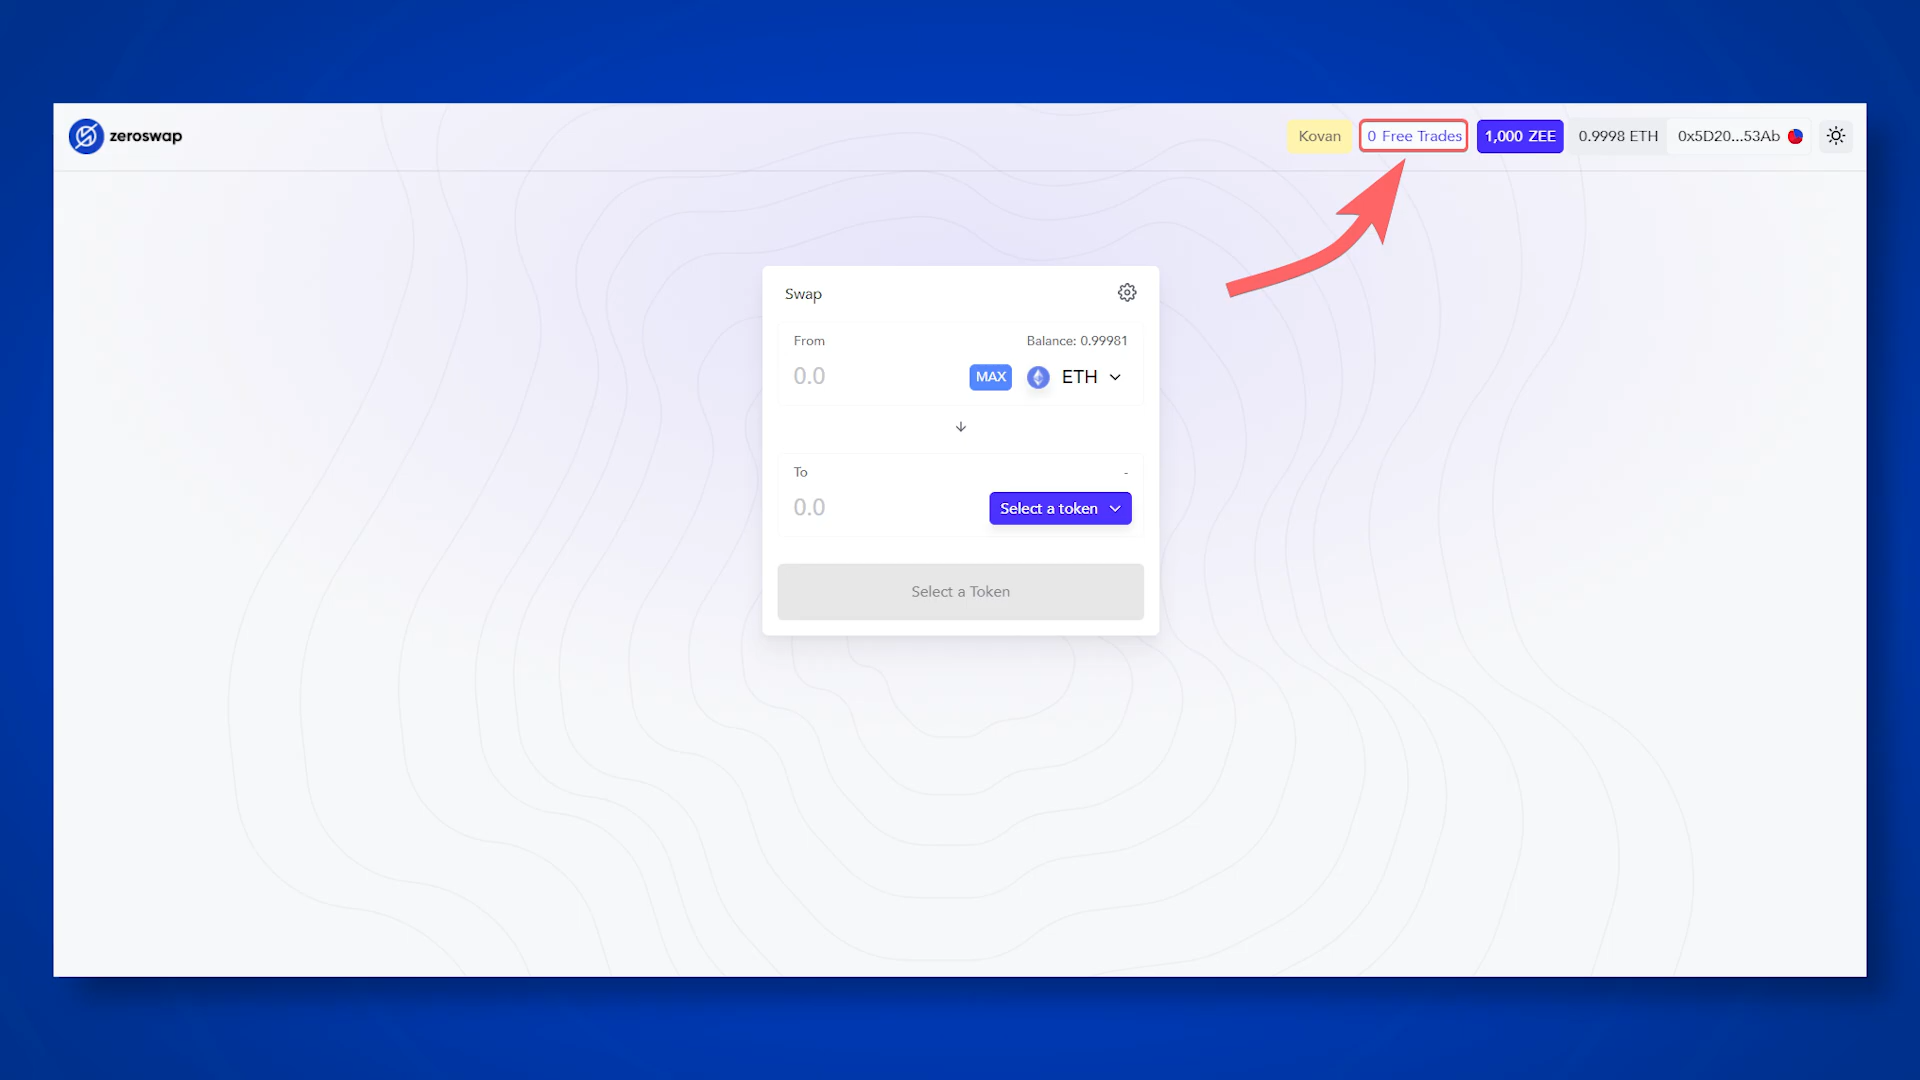 zeroswap
Kovan 0 Free Trades 1,000 ZEE 0.9998 ETH 0x5D20...53Ab
Swap
From Balance: 0.99981
0.0 MAX ETH
To -
0.0 Select a token
Select a Token